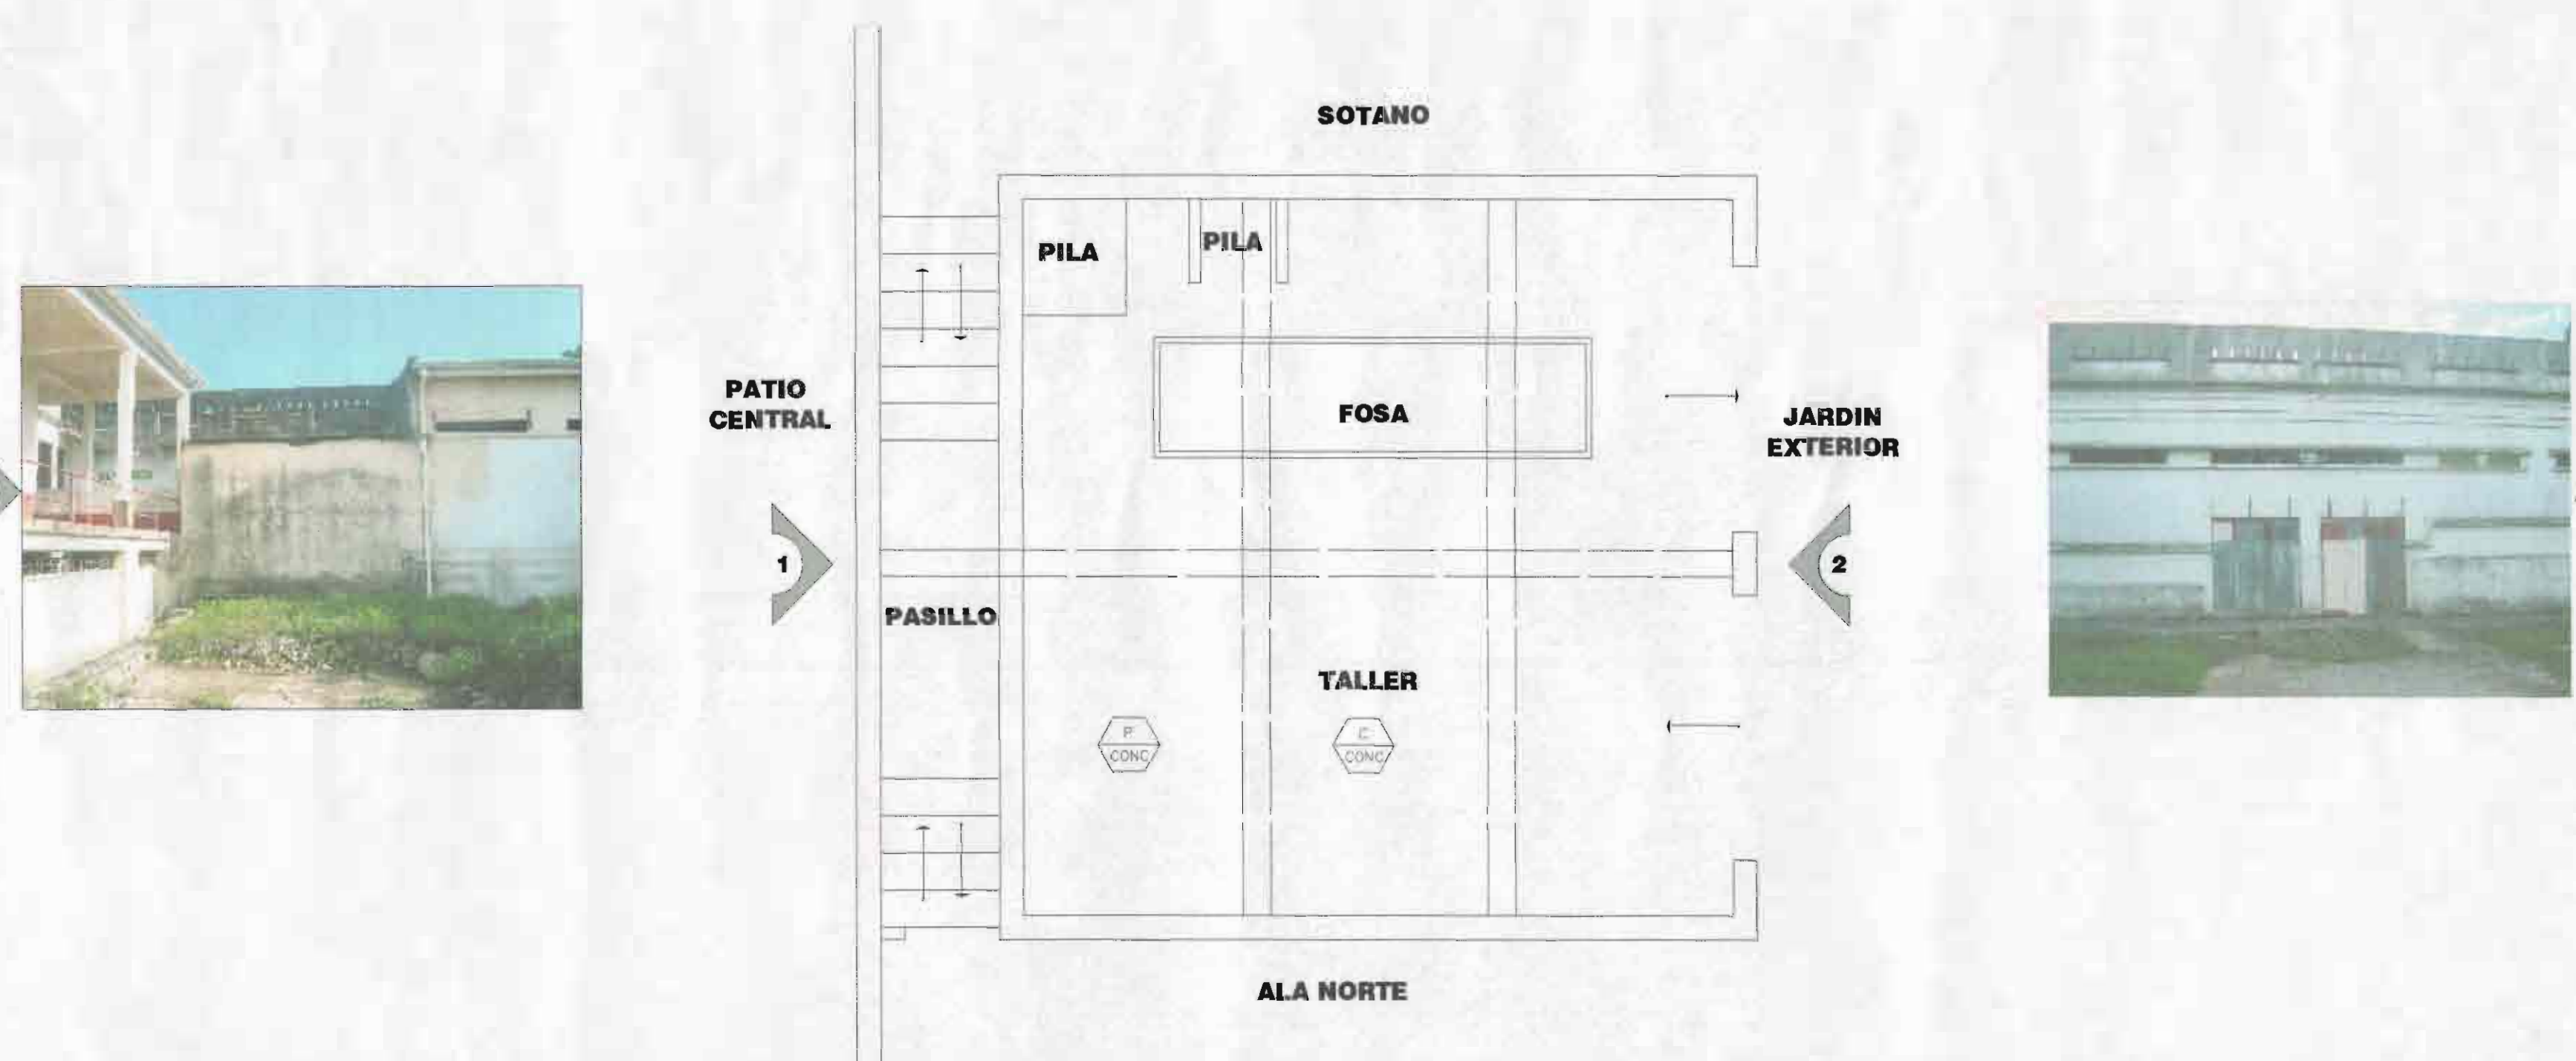 SOTANO
PILA
PILA
PATIO
CENTRAL
FOSA
JARDIN
EXTERIOR
1
2
PASILLO
TALLER
P
CONC
C
CONC
ALA NORTE